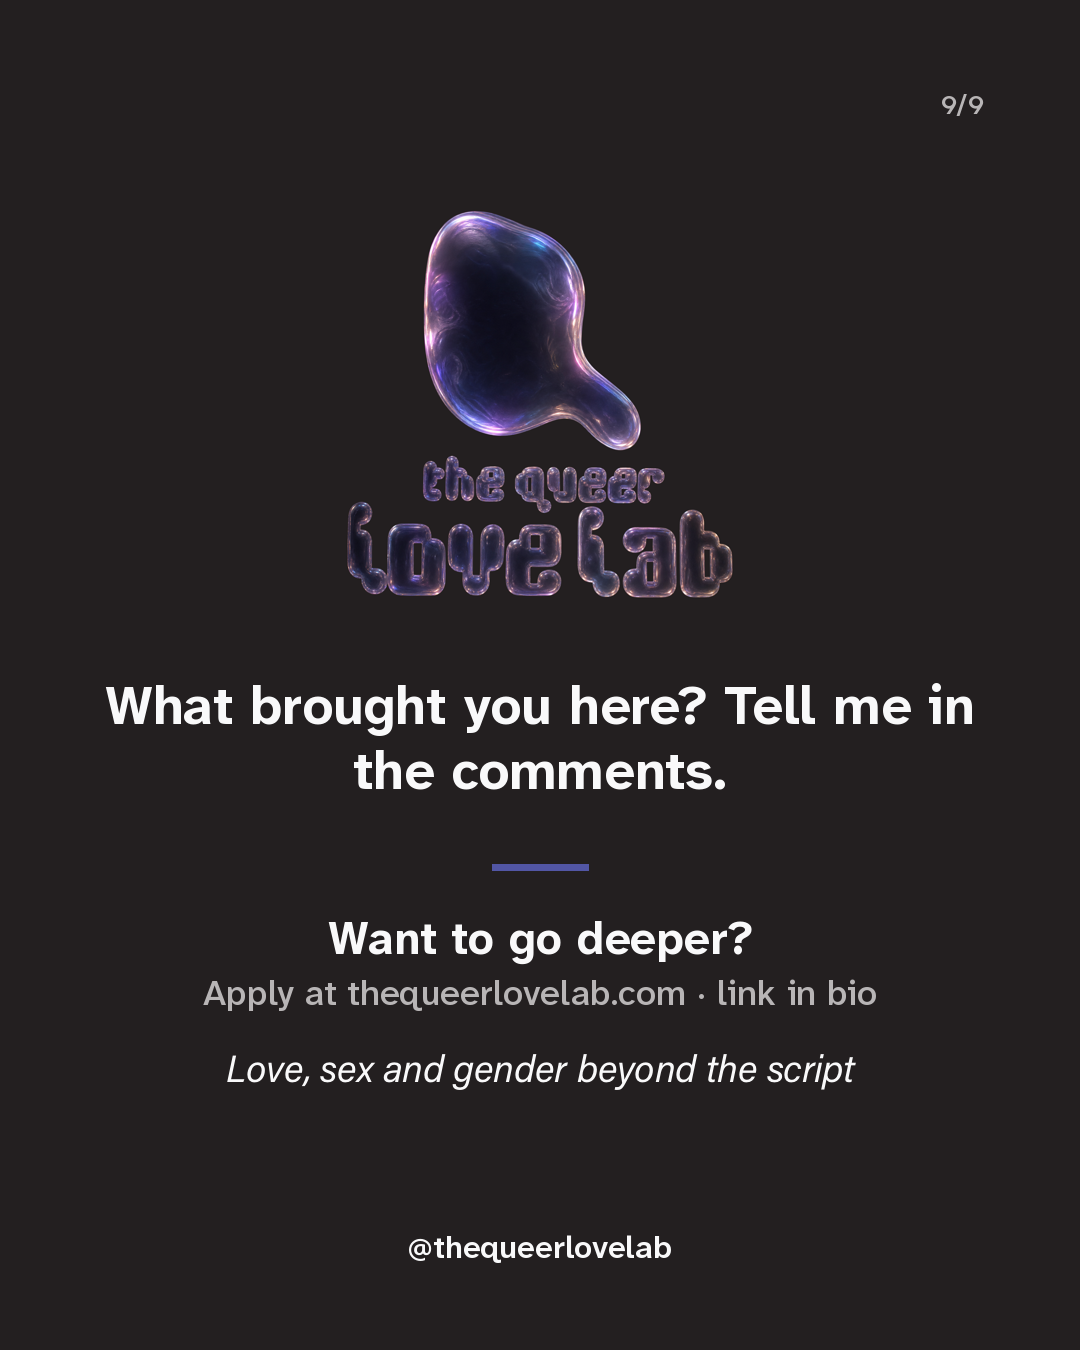 9/9
the queer
love lab
What brought you here? Tell me in
the comments.
Want to go deeper?
Apply at thequeerlovelab.com · link in bio
Love, sex and gender beyond the script
@thequeerlovelab